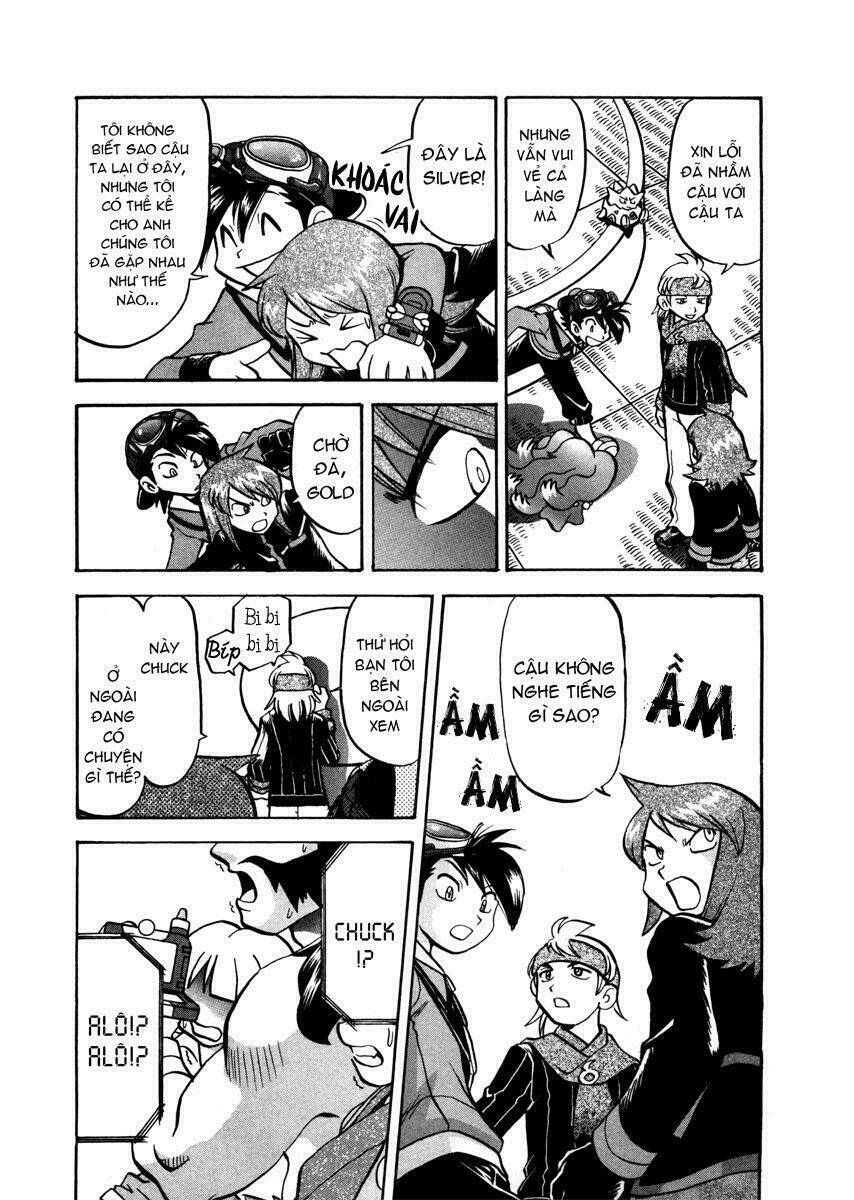 XIN LỖI
ĐÃ NHẦM
CẬU VỚI
CẬU TA
NHƯNG
VẪN VUI
VẺ CẢ
LÀNG
MÀ
ĐÂY LÀ
SILVER!
KHOÁC
VAI
TÔI KHÔNG
BIẾT SAO CẬU
TA LẠI Ở ĐÂY,
NHƯNG TÔI
CÓ THỂ KỂ
CHO ANH
CHÚNG TÔI
ĐÃ GẶP NHAU
NHƯ THẾ
NÀO...
CHỜ
ĐÃ,
GOLD
ẦM
CẬU KHÔNG
NGHE TIẾNG
GÌ SAO?
ẦM
ẦM
THỬ HỎI
BẠN TÔI
BÊN
NGOÀI
XEM
Bi bi
bi bi
Bíp
NÀY
CHUCK
Ở
NGOÀI
ĐANG
CÓ
CHUYỆN
GÌ THẾ?
CHUCK
!?
ALÔ!?
ALÔ!?